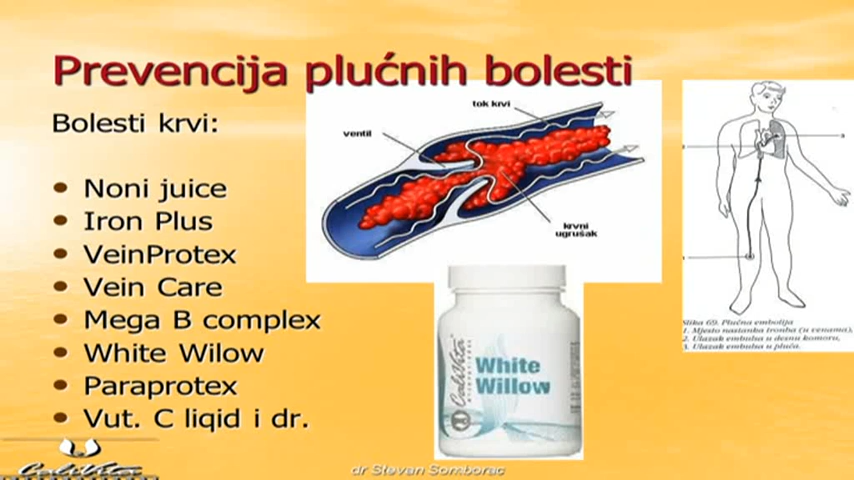 Prevencija plućnih bolesti
Bolesti krvi:
Noni juice
Iron Plus
VeinProtex
Vein Care
Mega B complex
White Wilow
Paraprotex
Vut. C liqid i dr.
tok krvi
ventil
krvni
ugrušak
CaliVita
White
Willow
Slika 69. Plućna embolija
1. Mjesto nastanka tromba (u venama),
2. Ulazak embolusa u desnu komoru,
3. Ulazak embolusa u pluća.
CaliVita
dr Stevan Somborac